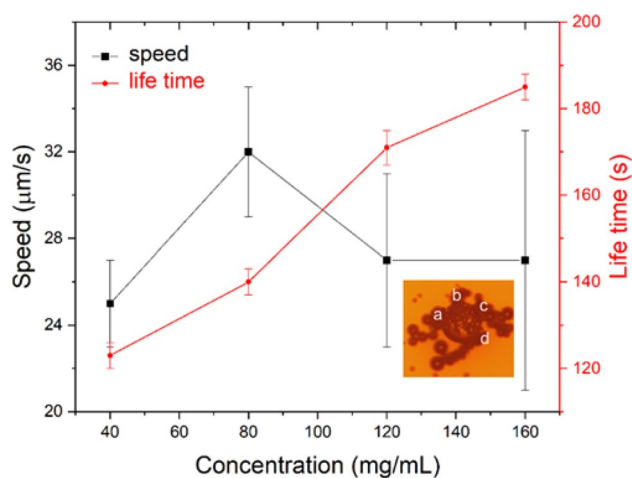 speed
life time
36
32
28
24
20
Speed (μm/s)
200
180
160
140
120
Life time (s)
40
60
80
100
120
140
160
Concentration (mg/mL)
b
a
c
d